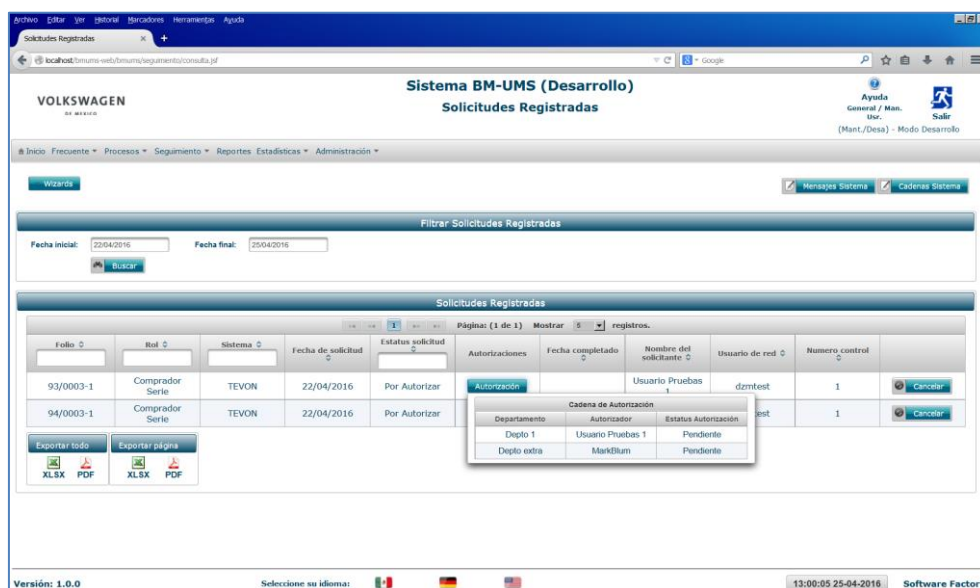 Archivo Editar Ver Historial Marcadores Herramientas Ayuda
Solicitudes Registradas × +
localhost/bmums-web/bmums/seguimiento/consulta.jsf Google
VOLKSWAGEN
DE MEXICO
Sistema BM-UMS (Desarrollo)
Solicitudes Registradas
Ayuda
General / Man.
Usr.
Salir
(Mant./Desa) - Modo Desarrollo
Inicio Frecuente Procesos Seguimiento Reportes Estadísticas Administración
Wizards Mensajes Sistema Cadenas Sistema
Filtrar Solicitudes Registradas
Fecha inicial: 22/04/2016 Fecha final: 25/04/2016
Buscar
Solicitudes Registradas
1 Página: (1 de 1) Mostrar 5 registros.
Folio Rol Sistema Fecha de solicitud Estatus solicitud Autorizaciones Fecha completado Nombre del solicitante Usuario de red Numero control
93/0003-1 Comprador Serie TEVON 22/04/2016 Por Autorizar Autorización Usuario Pruebas 1 dzmtest 1 Cancelar
94/0003-1 Comprador Serie TEVON 22/04/2016 Por Autorizar 1 Cancelar
Cadena de Autorización
Departamento Autorizador Estatus Autorización
Depto 1 Usuario Pruebas 1 Pendiente
Depto extra MarkBlum Pendiente
Exportar todo Exportar página
XLSX PDF XLSX PDF
Versión: 1.0.0 Seleccione su idioma: 13:00:05 25-04-2016 Software Factor